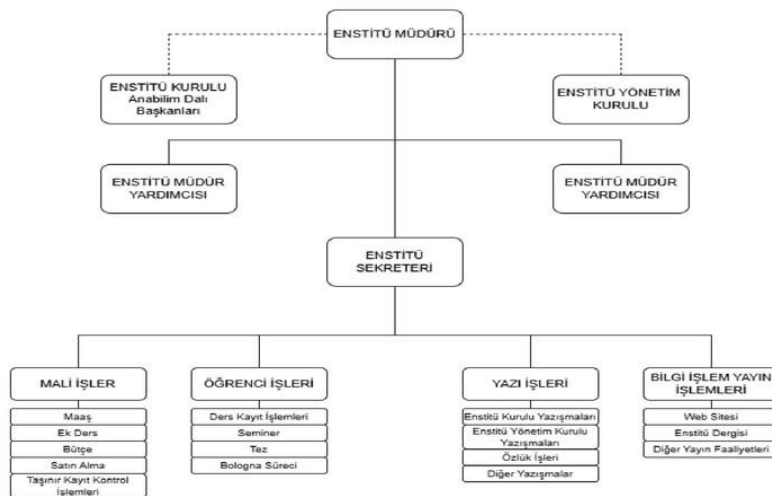 ENSTİTÜ MÜDÜRÜ
ENSTİTÜ KURULU
Anabilim Dalı
Başkanları
ENSTİTÜ YÖNETİM
KURULU
ENSTİTÜ MÜDÜR
YARDIMCISI
ENSTİTÜ MÜDÜR
YARDIMCISI
ENSTİTÜ
SEKRETERİ
MALİ İŞLER
Maaş
Ek Ders
Bütçe
Satın Alma
Taşınır Kayıt Kontrol
İşlemleri
ÖĞRENCİ İŞLERİ
Ders Kayıt İşlemleri
Seminer
Tez
Bologna Süreci
YAZI İŞLERİ
Enstitü Kurulu Yazışmaları
Enstitü Yönetim Kurulu
Yazışmaları
Özlük İşleri
Diğer Yazışmalar
BİLGİ İŞLEM YAYIN
İŞLEMLERİ
Web Sitesi
Enstitü Dergisi
Diğer Yayın Faaliyetleri